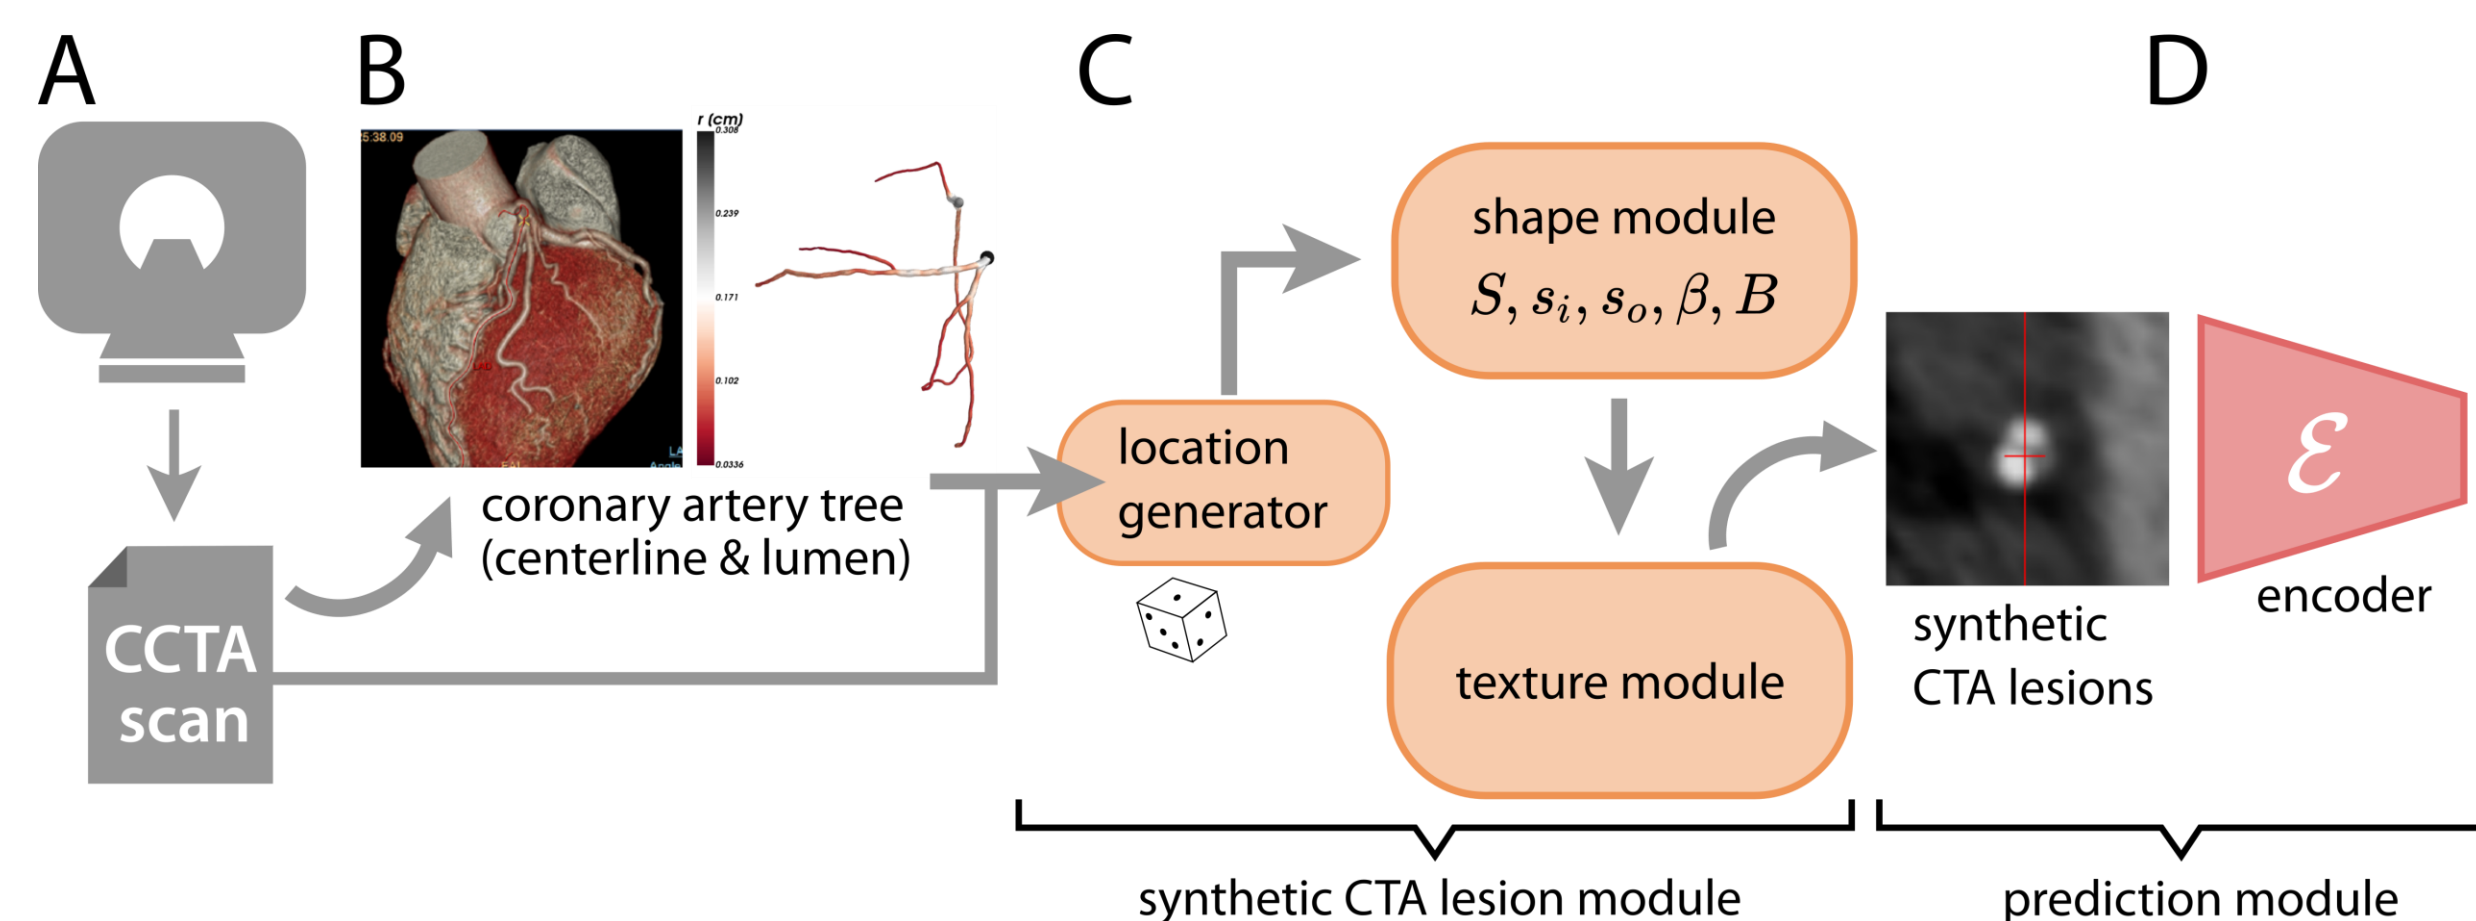 A
B
C
D
5:38.09
r (cm)
0.308
0.239
0.171
0.102
0.0336
LAD
LA
coronary artery tree
(centerline & lumen)
CCTA
scan
location
generator
shape module
S, s_i, s_o, β, B
texture module
synthetic
CTA lesions
ℰ
encoder
synthetic CTA lesion module
prediction module